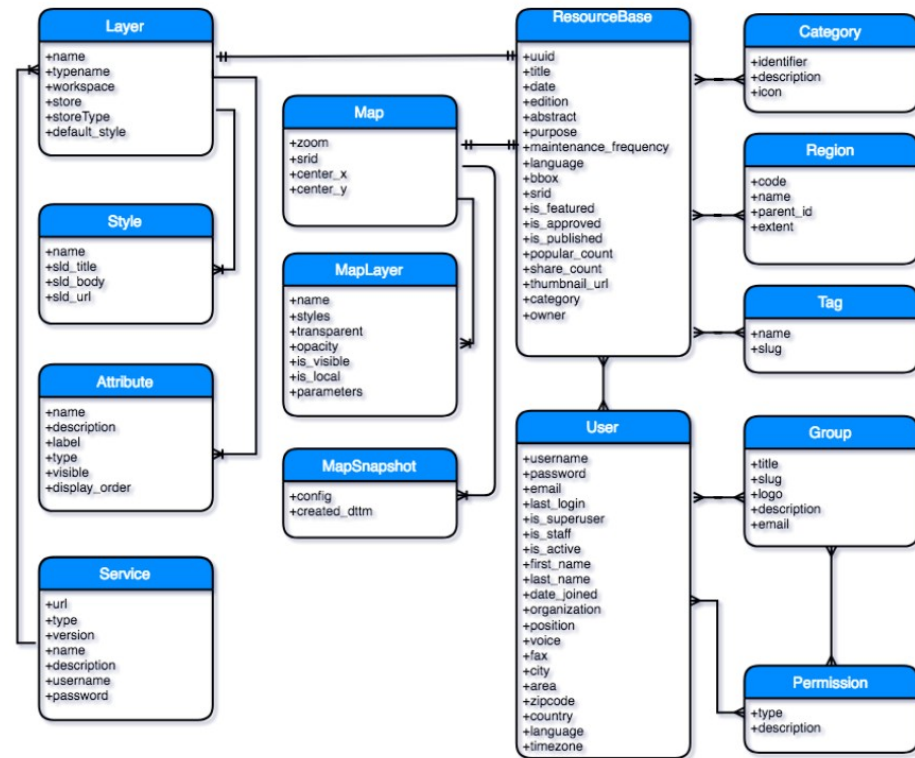 Layer
+name
+typename
+workspace
+store
+storeType
+default_style
Style
+name
+sld_title
+sld_body
+sld_url
Attribute
+name
+description
+label
+type
+visible
+display_order
Service
+url
+type
+version
+name
+description
+username
+password
Map
+zoom
+srid
+center_x
+center_y
MapLayer
+name
+styles
+transparent
+opacity
+is_visible
+is_local
+parameters
MapSnapshot
+config
+created_dttm
ResourceBase
+uuid
+title
+date
+edition
+abstract
+purpose
+maintenance_frequency
+language
+bbox
+srid
+is_featured
+is_approved
+is_published
+popular_count
+share_count
+thumbnail_url
+category
+owner
User
+username
+password
+email
+last_login
+is_superuser
+is_staff
+is_active
+first_name
+last_name
+date_joined
+organization
+position
+voice
+fax
+city
+area
+zipcode
+country
+language
+timezone
Category
+identifier
+description
+icon
Region
+code
+name
+parent_id
+extent
Tag
+name
+slug
Group
+title
+slug
+logo
+description
+email
Permission
+type
+description